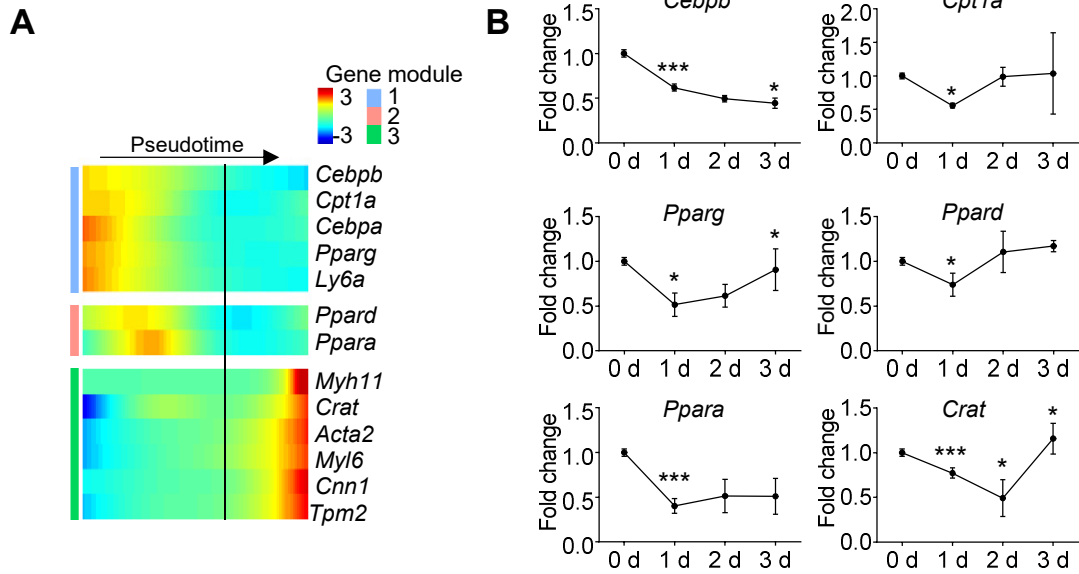 A
Gene module
3
-3
1
2
3
Pseudotime
Cebpb
Cpt1a
Cebpa
Pparg
Ly6a
Ppard
Ppara
Myh11
Crat
Acta2
Myl6
Cnn1
Tpm2
B
Cebpb
Fold change
1.5
1.0
0.5
0.0
***
*
0 d 1 d 2 d 3 d
Cpt1a
Fold change
2.0
1.5
1.0
0.5
0.0
*
0 d 1 d 2 d 3 d
Pparg
Fold change
1.5
1.0
0.5
0.0
*
*
0 d 1 d 2 d 3 d
Ppard
Fold change
1.5
1.0
0.5
0.0
*
0 d 1 d 2 d 3 d
Ppara
Fold change
1.5
1.0
0.5
0.0
***
0 d 1 d 2 d 3 d
Crat
Fold change
1.5
1.0
0.5
0.0
***
*
*
0 d 1 d 2 d 3 d